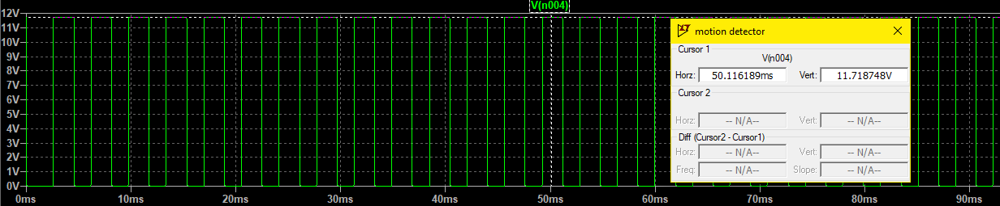 V(n004)
12V
11V
10V
9V
8V
7V
6V
5V
4V
3V
2V
1V
0V
0ms 10ms 20ms 30ms 40ms 50ms 60ms 70ms 80ms 90ms
motion detector
Cursor 1
V(n004)
Horz: 50.116189ms Vert: 11.718748V
Cursor 2
Horz: -- N/A-- Vert: -- N/A--
Diff (Cursor2 - Cursor1)
Horz: -- N/A-- Vert: -- N/A--
Freq: -- N/A-- Slope: -- N/A--